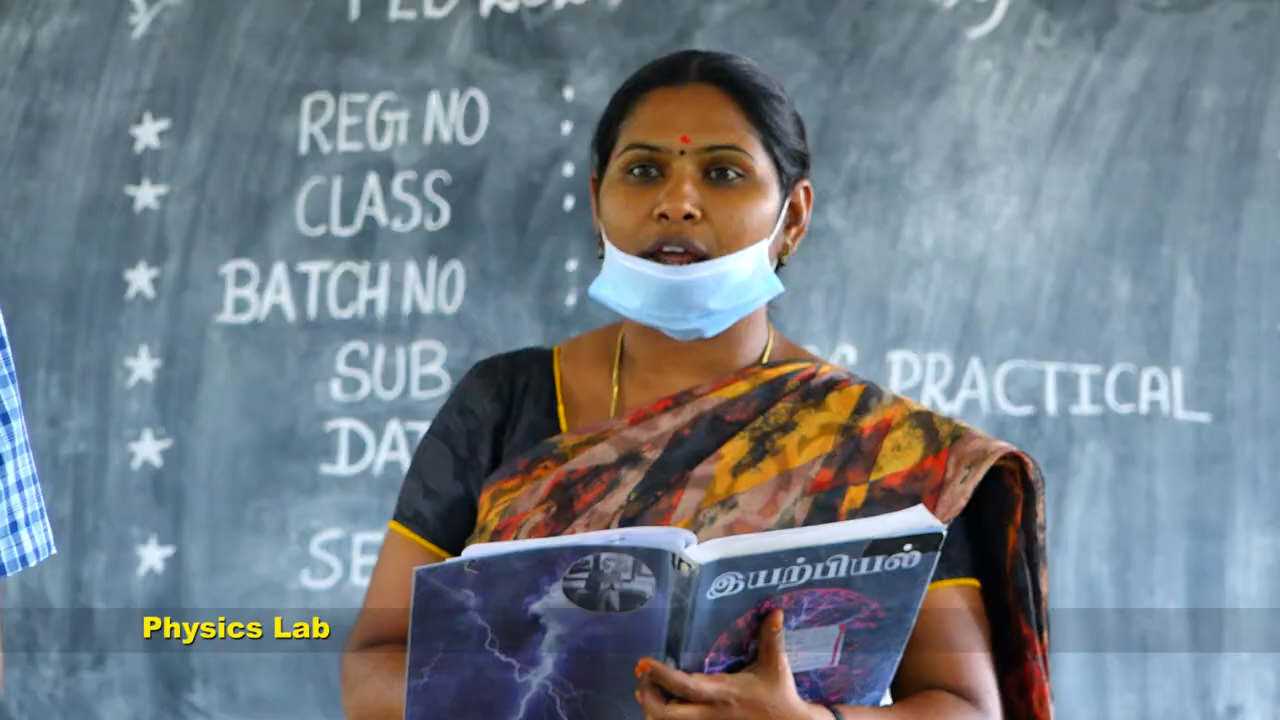 REG NO :
CLASS :
BATCH NO :
SUB
PRACTICAL
இயற்பியல்
Physics Lab